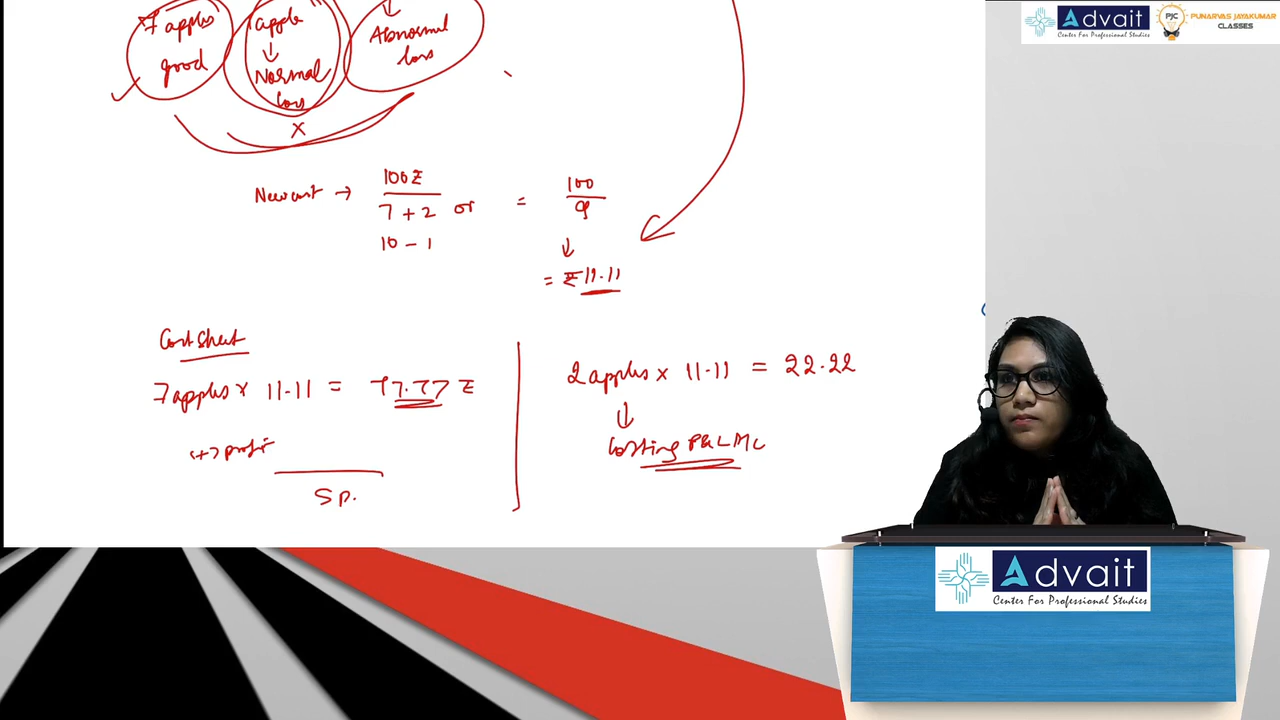 Advait
Center For Professional Studies
PJC
PUNARVAS JAYAKUMAR
CLASSES
7 apples
good
1 apple
↓
Normal
loss
↓
Abnormal
loss
x
New cost → 100₹ / 7 + 2 or 10 - 1 = 100 / 9
↓
= ₹11.11
Cost Sheet
7 apples x 11.11 = 77.77 ₹
(+) profit
S p.
2 apples x 11.11 = 22.22
↓
Costing P&L A/c
Advait
Center For Professional Studies